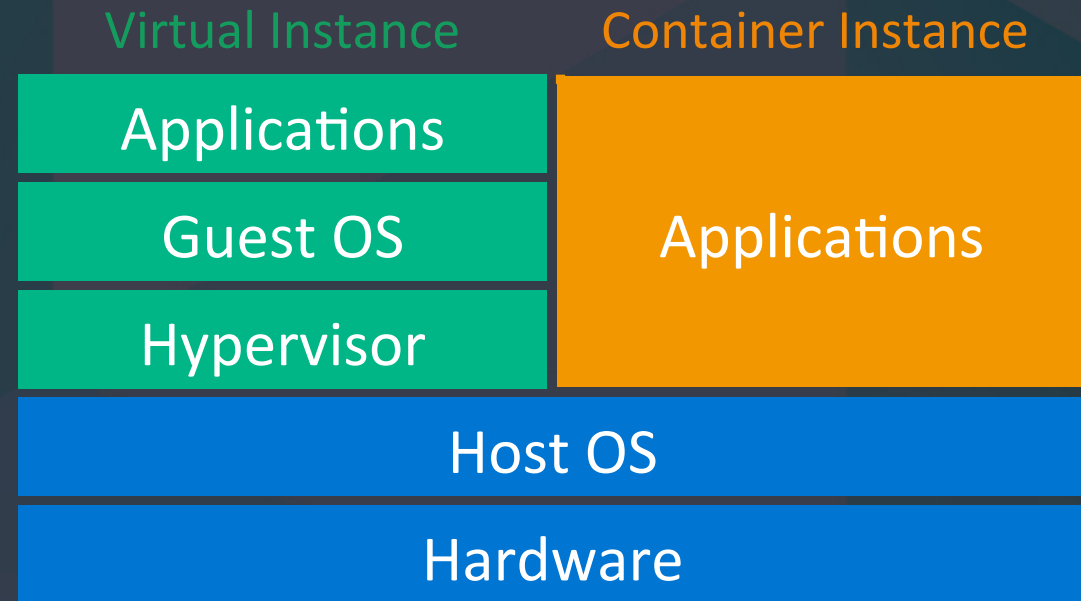 Virtual Instance
Container Instance
Applications
Guest OS
Applications
Hypervisor
Host OS
Hardware